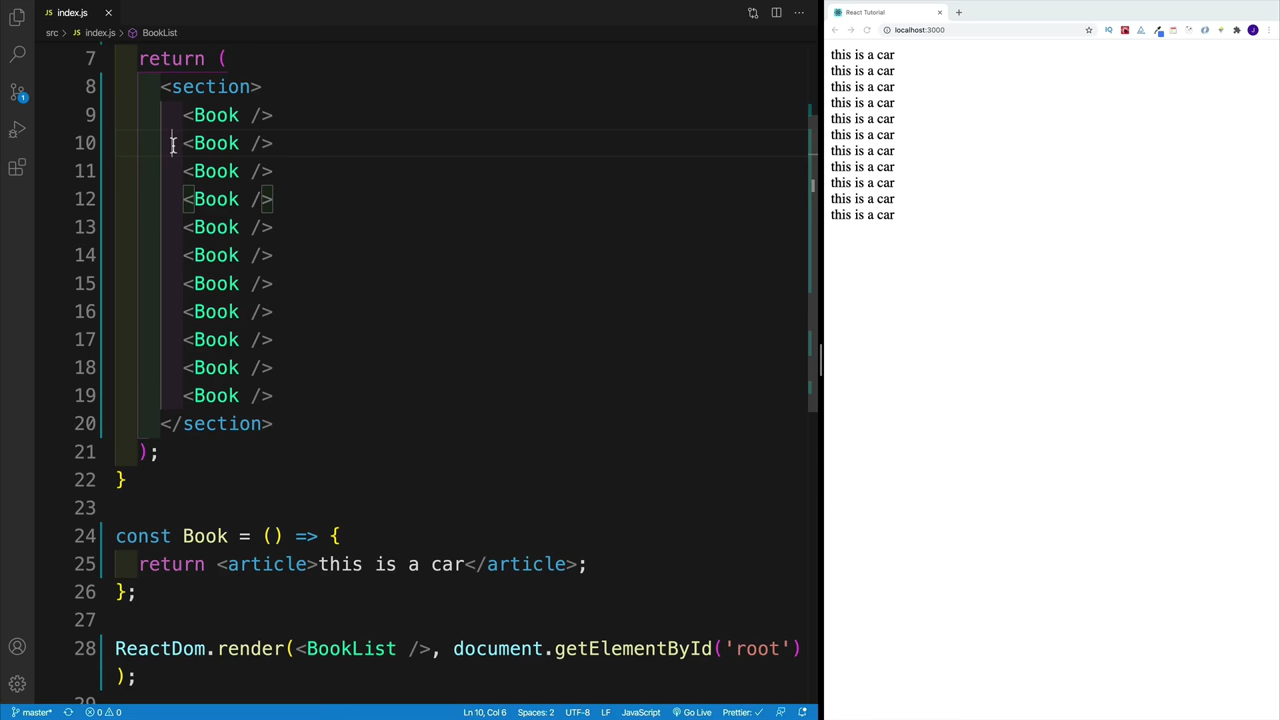 index.js
React Tutorial
src > index.js > BookList
localhost:3000
7 return (
8 <section>
9 <Book />
10 <Book />
11 <Book />
12 <Book />
13 <Book />
14 <Book />
15 <Book />
16 <Book />
17 <Book />
18 <Book />
19 <Book />
20 </section>
21 );
22 }
23
24 const Book = () => {
25 return <article>this is a car</article>;
26 };
27
28 ReactDom.render(<BookList />, document.getElementById('root')
);
this is a car
this is a car
this is a car
this is a car
this is a car
this is a car
this is a car
this is a car
this is a car
this is a car
this is a car
master* 0 0 Ln 10, Col 6 Spaces: 2 UTF-8 LF JavaScript Go Live Prettier: ✓